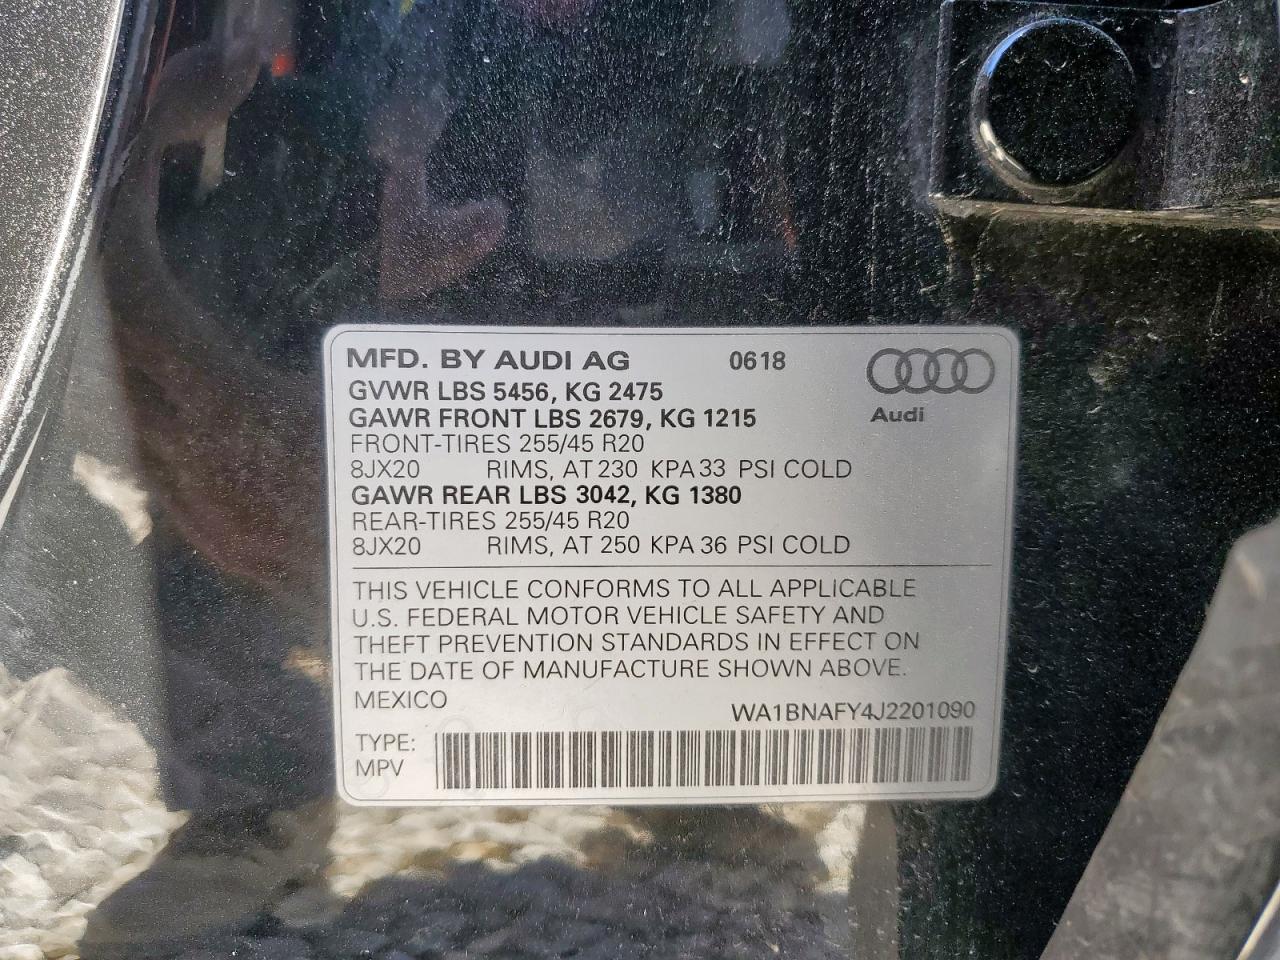 MFD. BY AUDI AG 0618
GVWR LBS 5456, KG 2475
GAWR FRONT LBS 2679, KG 1215
Audi
FRONT-TIRES 255/45 R20
8JX20 RIMS, AT 230 KPA 33 PSI COLD
GAWR REAR LBS 3042, KG 1380
REAR-TIRES 255/45 R20
8JX20 RIMS, AT 250 KPA 36 PSI COLD
THIS VEHICLE CONFORMS TO ALL APPLICABLE
U.S. FEDERAL MOTOR VEHICLE SAFETY AND
THEFT PREVENTION STANDARDS IN EFFECT ON
THE DATE OF MANUFACTURE SHOWN ABOVE.
MEXICO
WA1BNAFY4J2201090
TYPE:
MPV